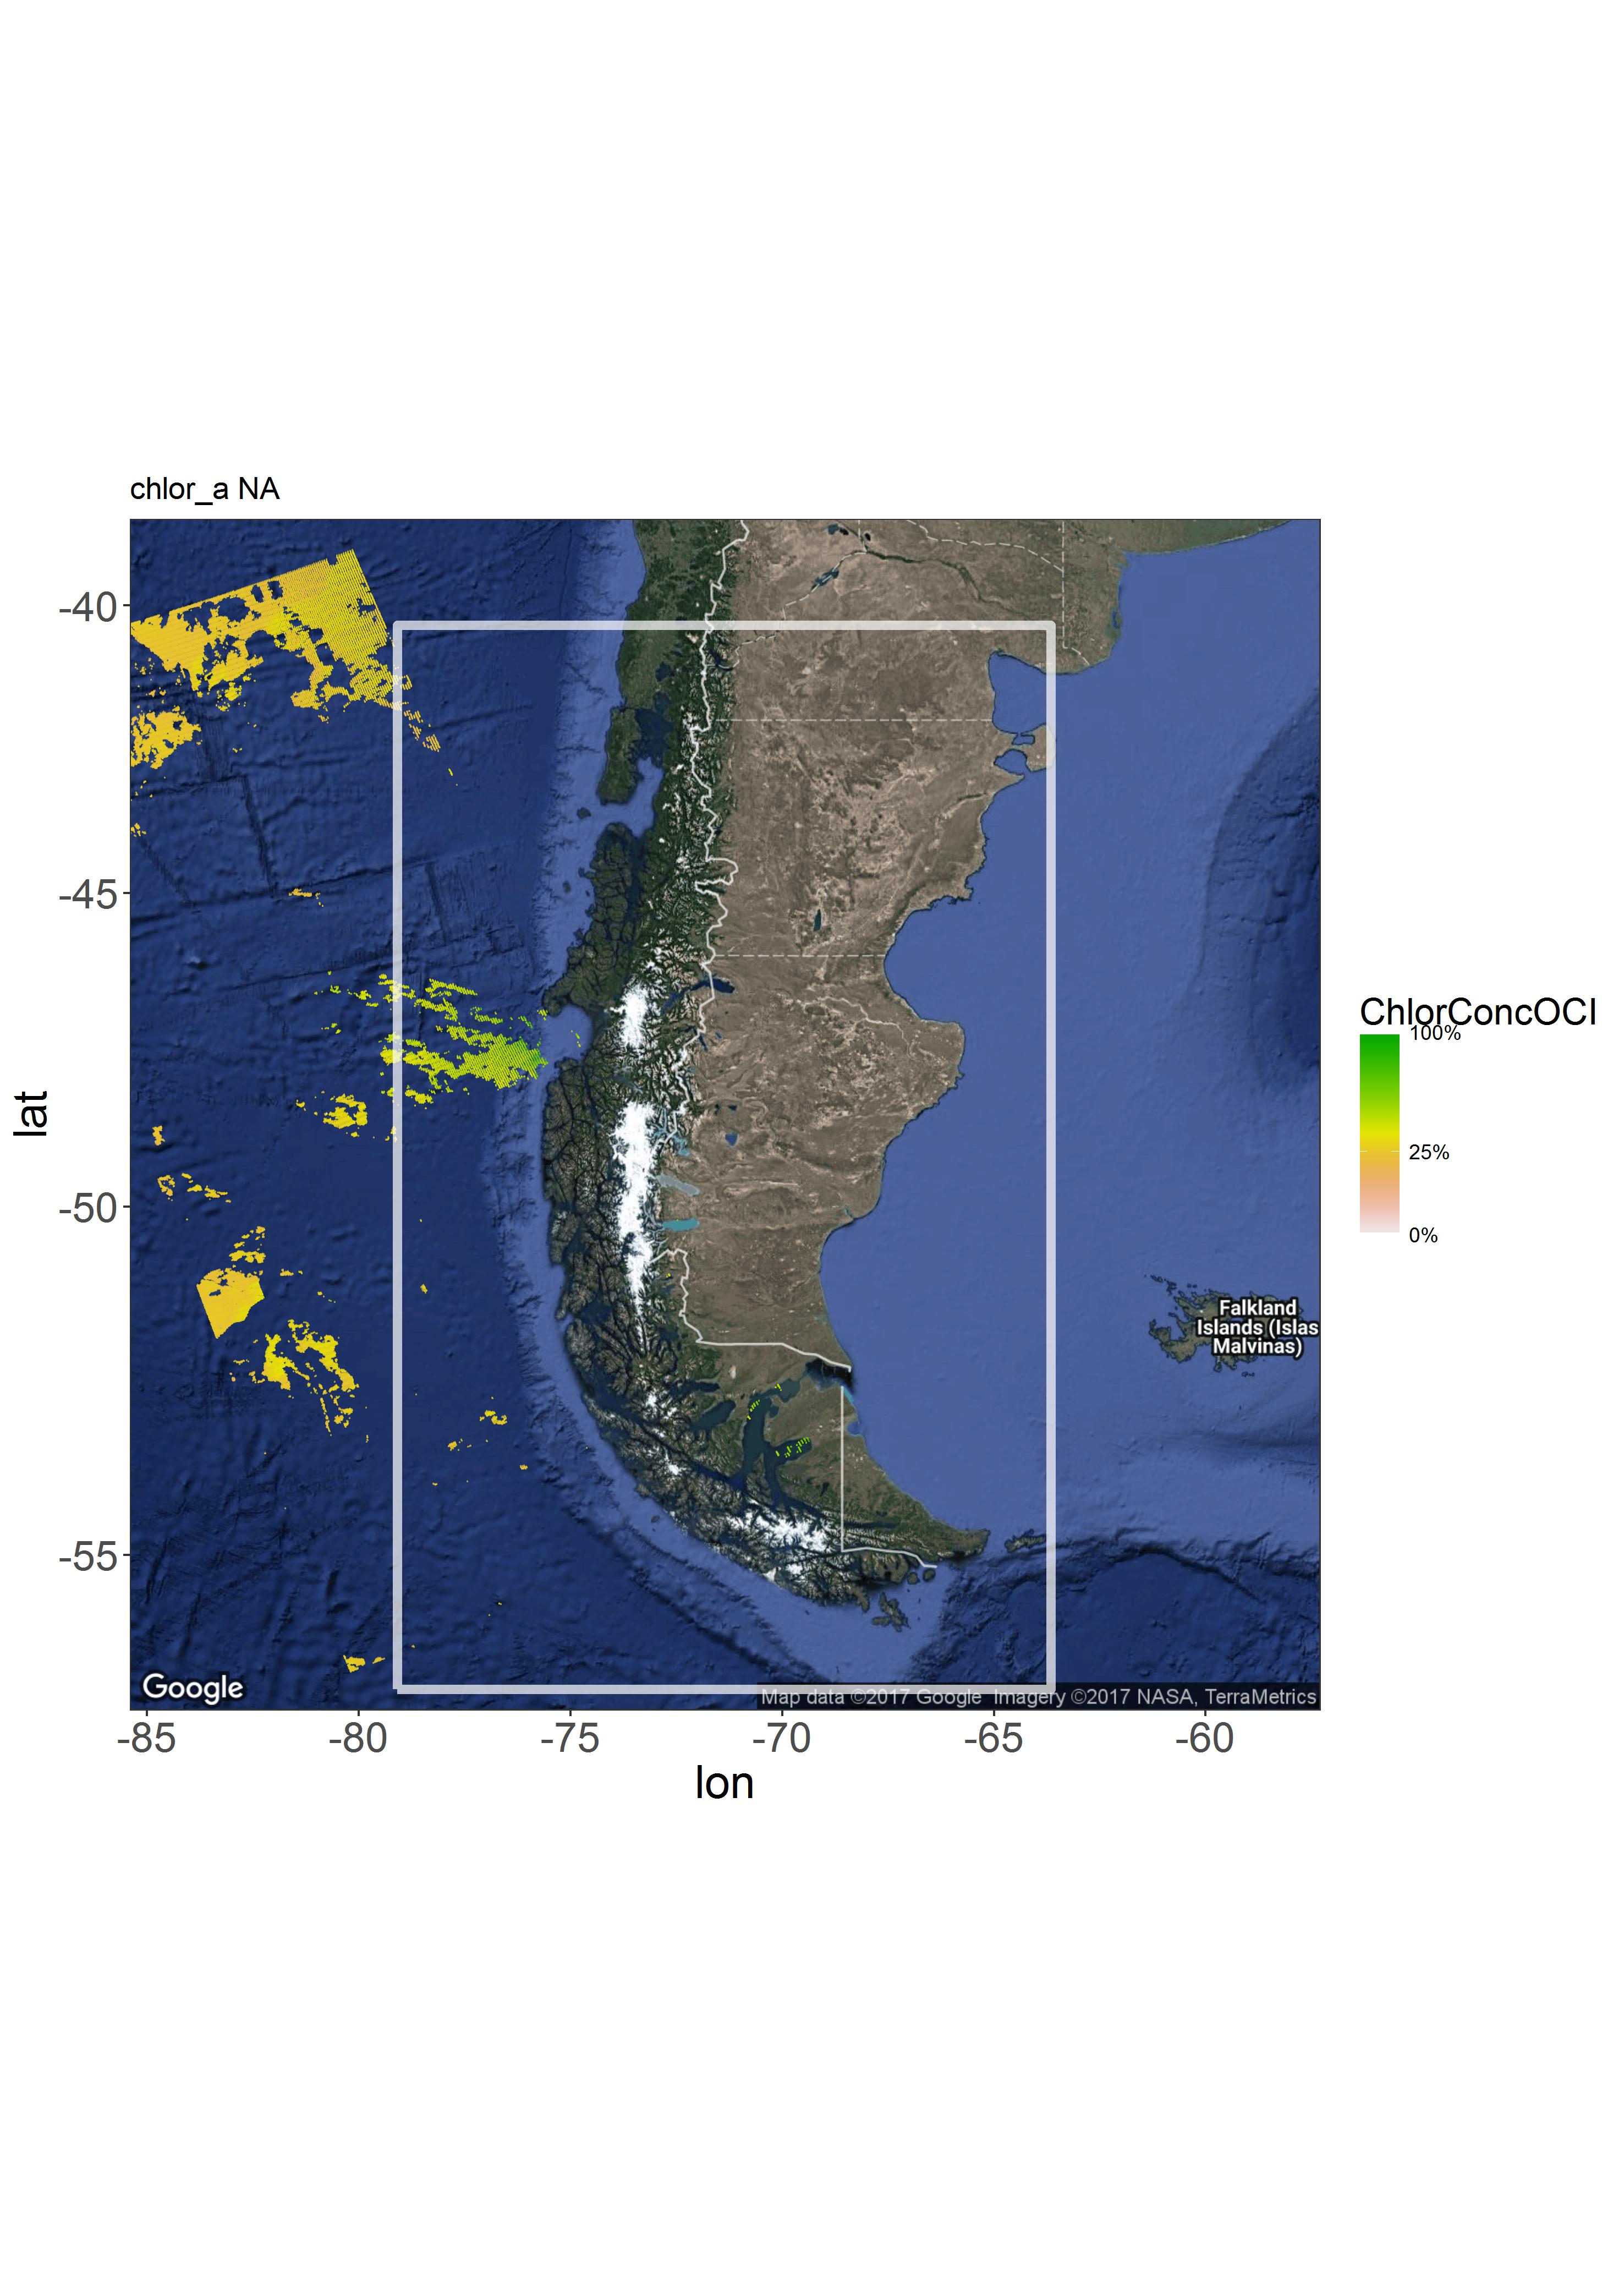 chlor_a NA
-40
-45
-50
-55
lat
Falkland
Islands (Islas
Malvinas)
Google
Map data ©2017 Google Imagery ©2017 NASA, TerraMetrics
-85
-80
-75
-70
-65
-60
lon
ChlorConcOCI
100%
25%
0%